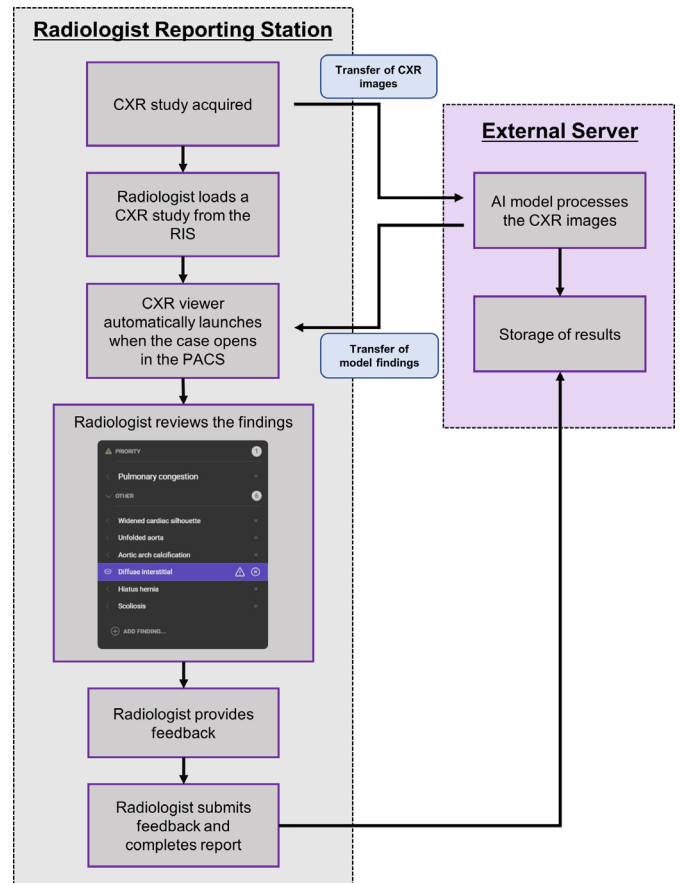 Radiologist Reporting Station
Transfer of CXR
images
CXR study acquired
External Server
Radiologist loads a
CXR study from the
RIS
AI model processes
the CXR images
CXR viewer
automatically launches
when the case opens
in the PACS
Storage of results
Transfer of
model findings
Radiologist reviews the findings
PRIORITY 1
Pulmonary congestion
OTHER 6
Widened cardiac silhouette
Unfolded aorta
Aortic arch calcification
Diffuse interstitial
Hiatus hernia
Scoliosis
ADD FINDING...
Radiologist provides
feedback
Radiologist submits
feedback and
completes report